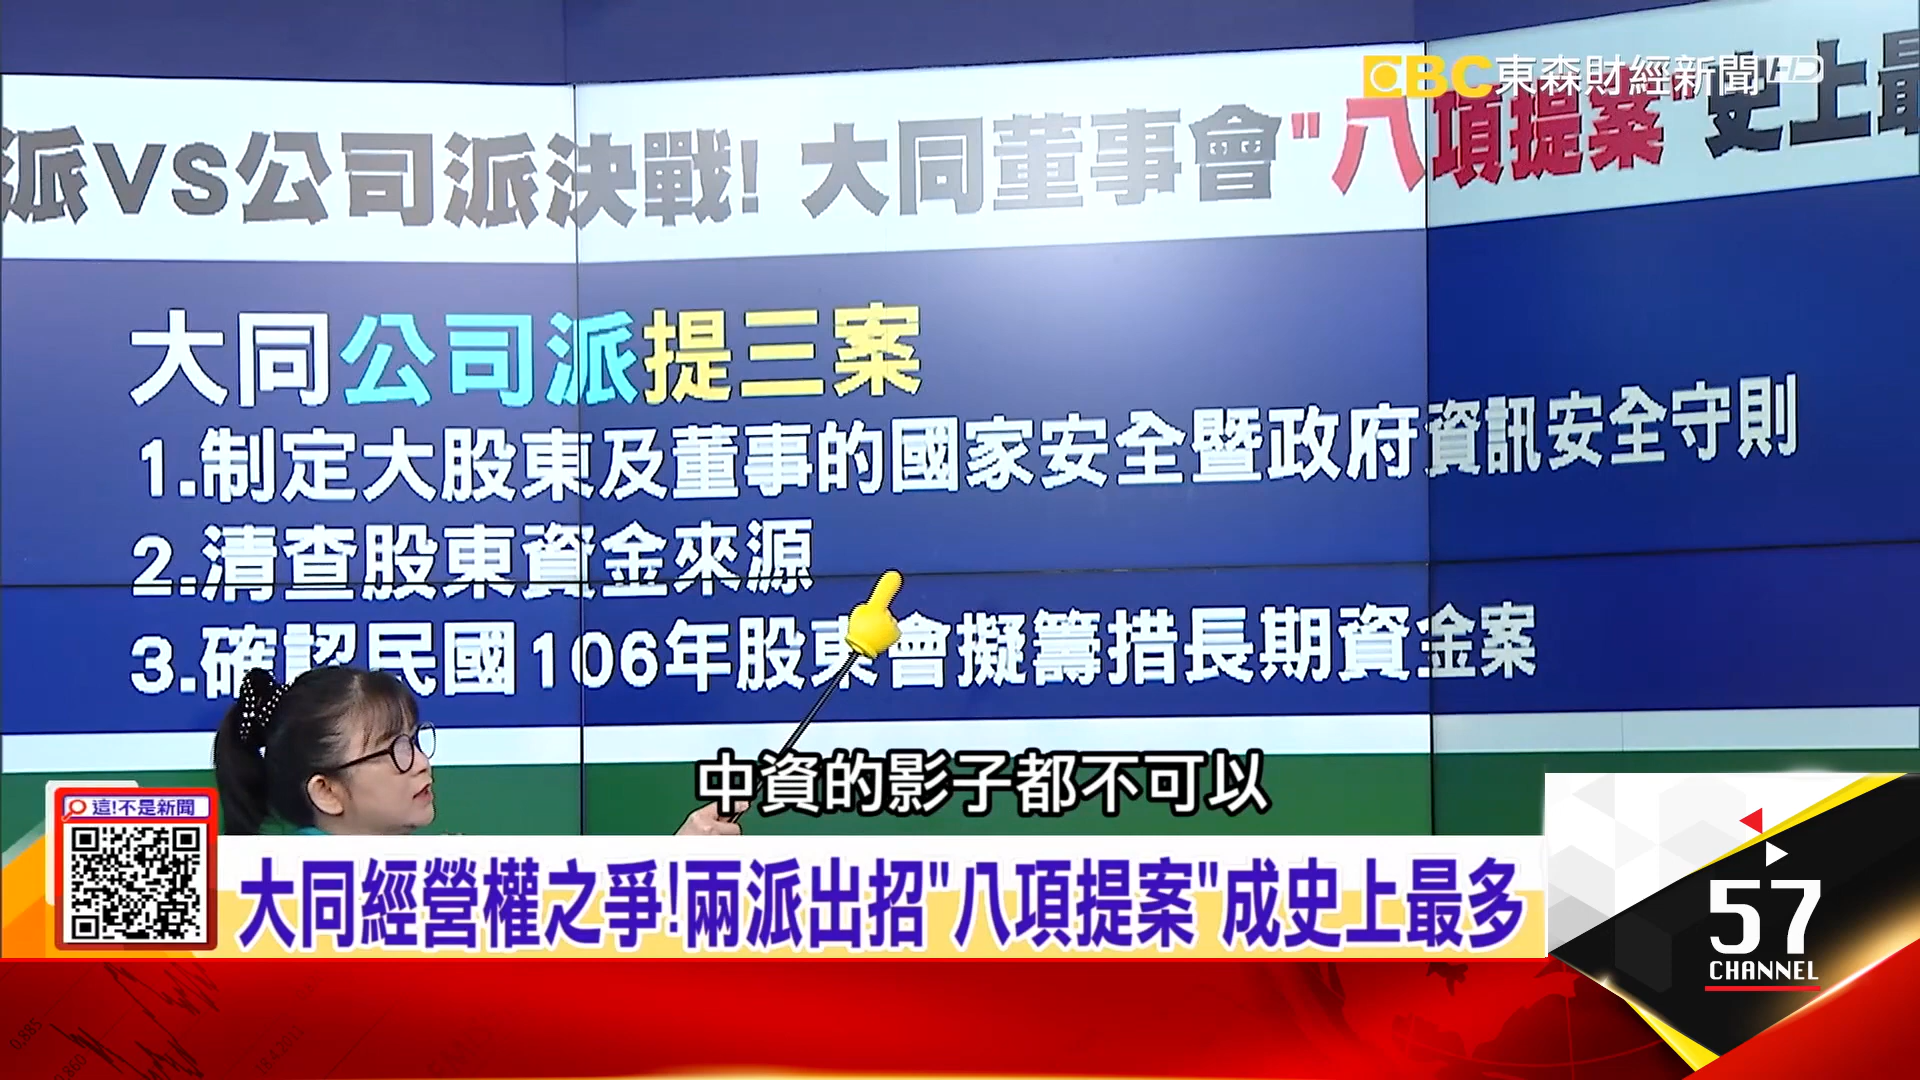 EBC東森財經新聞HD
派VS公司派決戰!大同董事會"八項提案"史上最
大同公司派提三案
1.制定大股東及董事的國家安全暨政府資訊安全守則
2.清查股東資金來源
3.確認民國106年股東會擬籌措長期資金案
中資的影子都不可以
這!不是新聞
大同經營權之爭!兩派出招"八項提案"成史上最多
57
CHANNEL